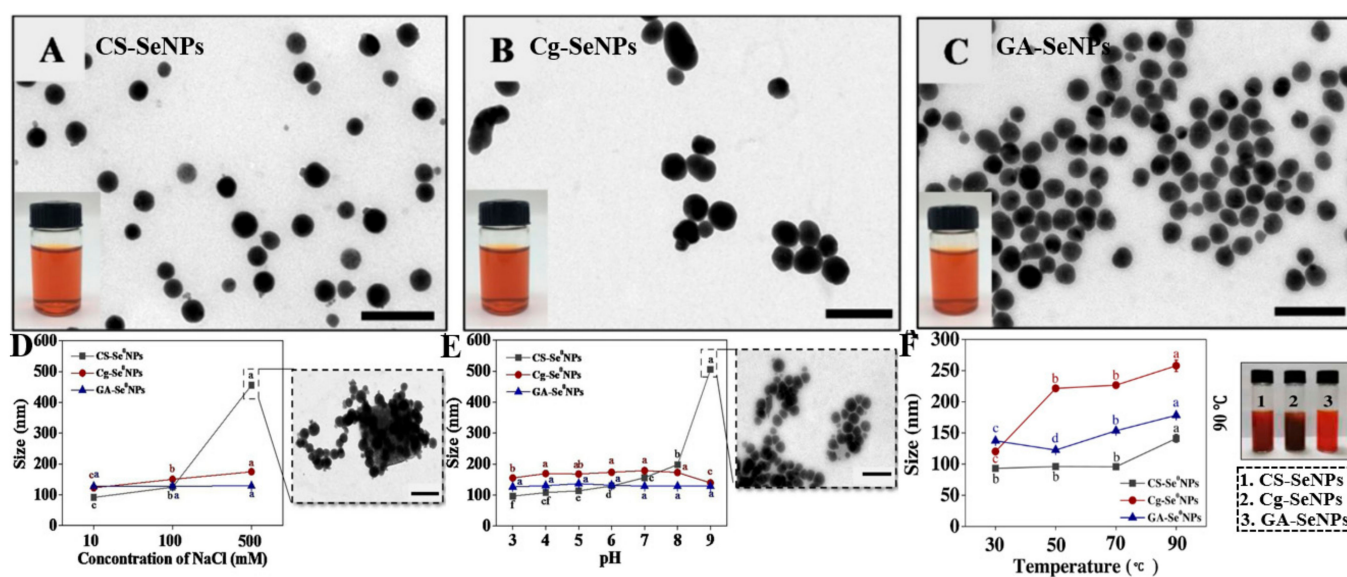 A CS-SeNPs
B Cg-SeNPs
C GA-SeNPs
D
600
500
400
300
200
100
0
Size (nm)
CS-Se⁰NPs
Cg-Se⁰NPs
GA-Se⁰NPs
a
c
a
c
b
b
a
a
a
10 100 500
Concontration of NaCl (mM)
E
600
500
400
300
200
100
0
Size (nm)
CS-Se⁰NPs
Cg-Se⁰NPs
GA-Se⁰NPs
a
b a a a a a c
b
a a a a a a a
f cf c d c
3 4 5 6 7 8 9
pH
F
300
250
200
150
100
50
0
Size (nm)
a
b b
c d b a
c
a
b b b
CS-Se⁰NPs
Cg-Se⁰NPs
GA-Se⁰NPs
30 50 70 90
Temperature (℃)
90 ℃
1 2 3
1. CS-SeNPs
2. Cg-SeNPs
3. GA-SeNPs